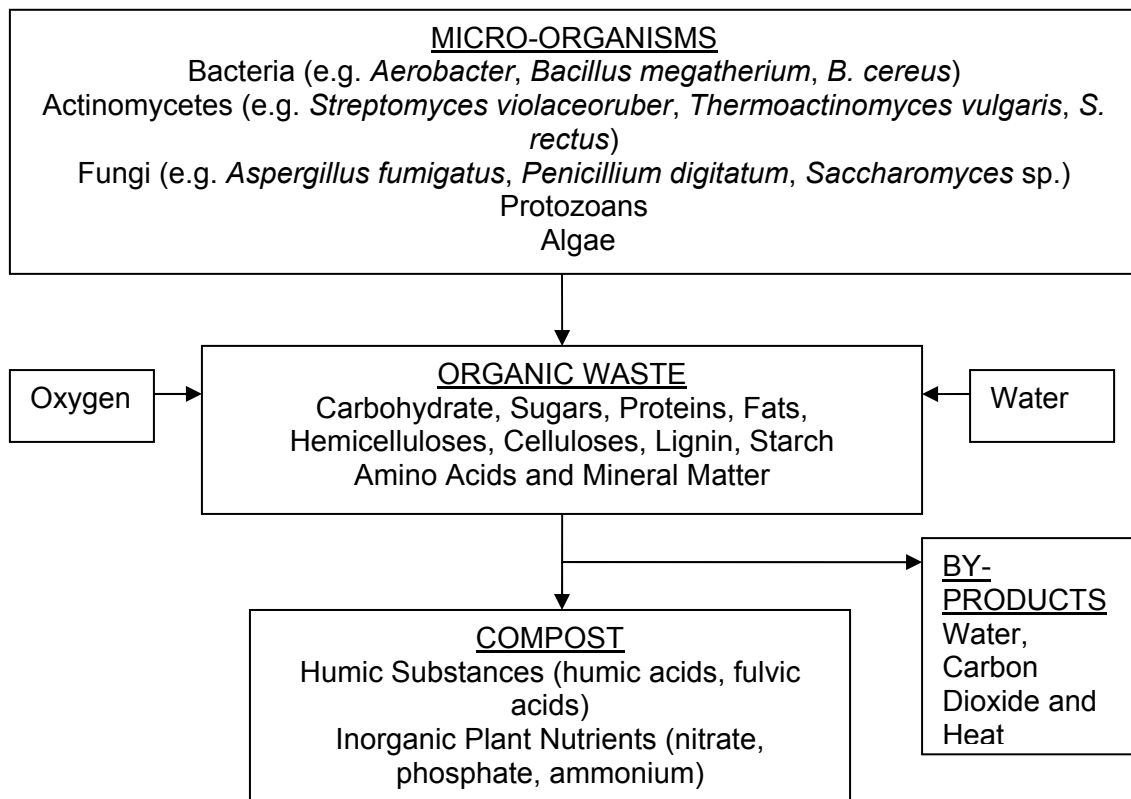 MICRO-ORGANISMS
Bacteria (e.g. Aerobacter, Bacillus megatherium, B. cereus)
Actinomycetes (e.g. Streptomyces violaceoruber, Thermoactinomyces vulgaris, S.
rectus)
Fungi (e.g. Aspergillus fumigatus, Penicillium digitatum, Saccharomyces sp.)
Protozoans
Algae
Oxygen
ORGANIC WASTE
Carbohydrate, Sugars, Proteins, Fats,
Hemicelluloses, Celluloses, Lignin, Starch
Amino Acids and Mineral Matter
Water
COMPOST
Humic Substances (humic acids, fulvic
acids)
Inorganic Plant Nutrients (nitrate,
phosphate, ammonium)
BY-
PRODUCTS
Water,
Carbon
Dioxide and
Heat